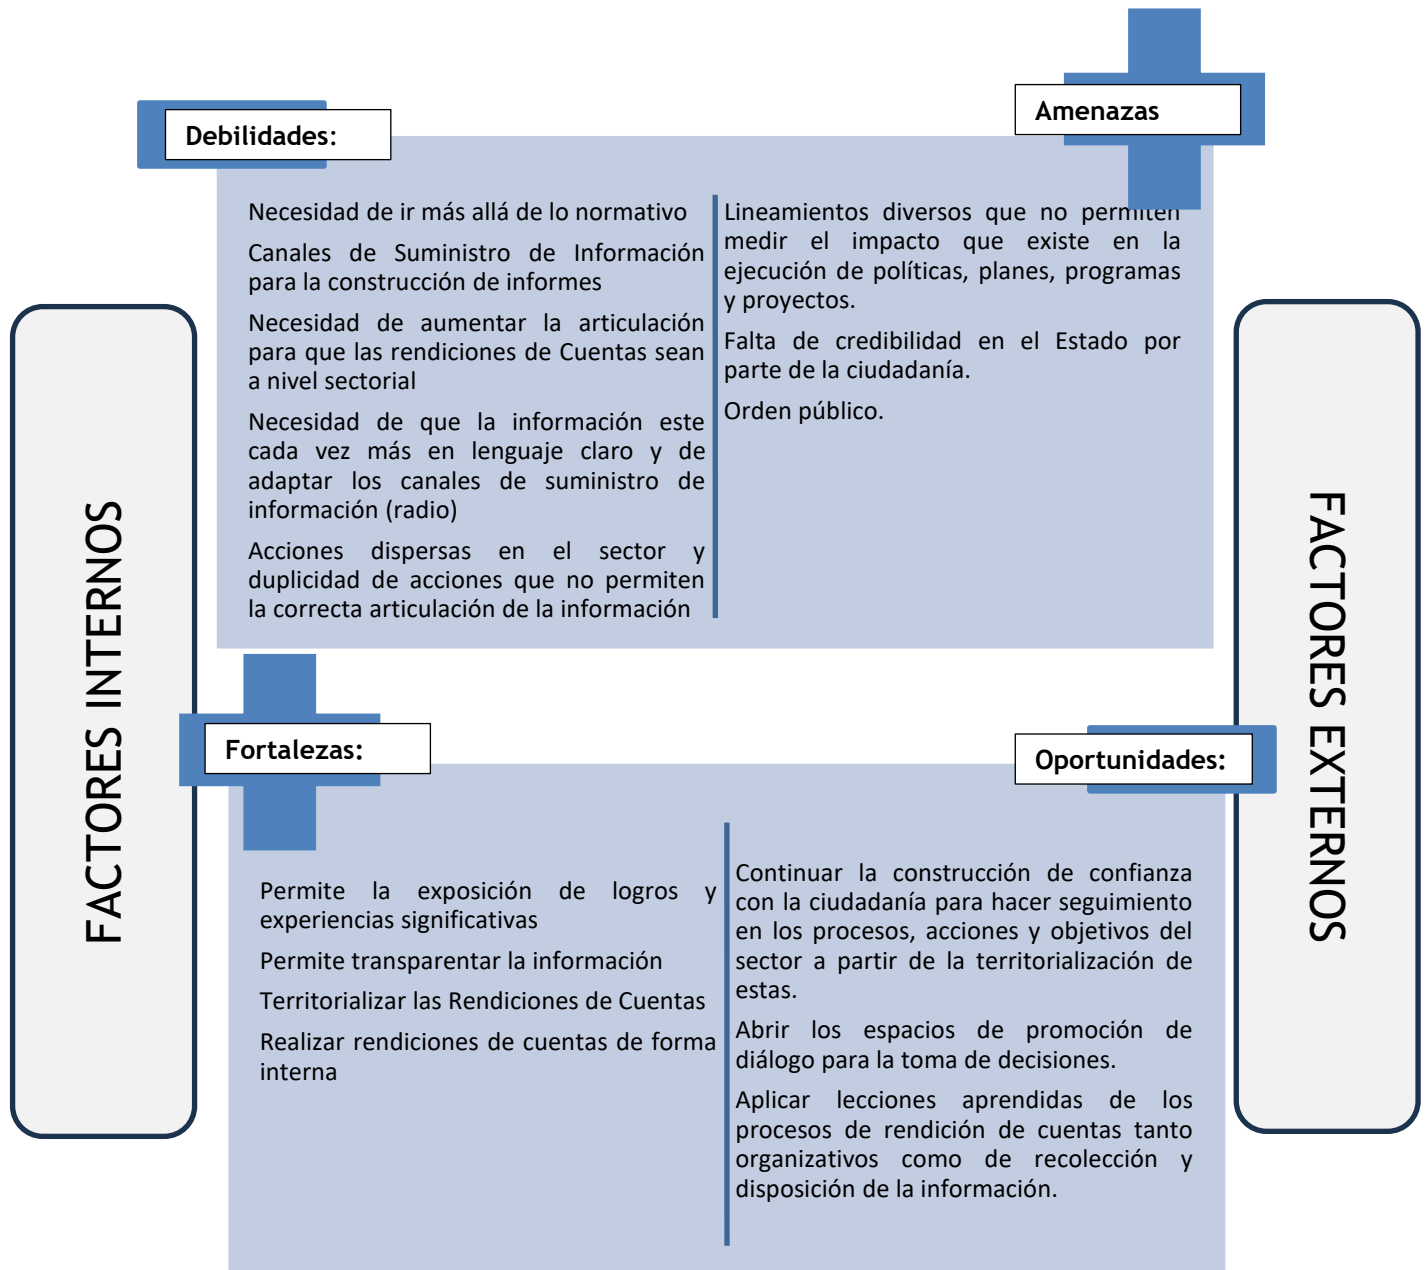 FACTORES INTERNOS
Debilidades:
Necesidad de ir más allá de lo normativo
Canales de Suministro de Información
para la construcción de informes
Necesidad de aumentar la articulación
para que las rendiciones de Cuentas sean
a nivel sectorial
Necesidad de que la información este
cada vez más en lenguaje claro y de
adaptar los canales de suministro de
información (radio)
Acciones dispersas en el sector y
duplicidad de acciones que no permiten
la correcta articulación de la información
Amenazas
Lineamientos diversos que no permiten
medir el impacto que existe en la
ejecución de políticas, planes, programas
y proyectos.
Falta de credibilidad en el Estado por
parte de la ciudadanía.
Orden público.
Fortalezas:
Permite la exposición de logros y
experiencias significativas
Permite transparentar la información
Territorializar las Rendiciones de Cuentas
Realizar rendiciones de cuentas de forma
interna
Oportunidades:
Continuar la construcción de confianza
con la ciudadanía para hacer seguimiento
en los procesos, acciones y objetivos del
sector a partir de la territorialización de
estas.
Abrir los espacios de promoción de
diálogo para la toma de decisiones.
Aplicar lecciones aprendidas de los
procesos de rendición de cuentas tanto
organizativos como de recolección y
disposición de la información.
FACTORES EXTERNOS